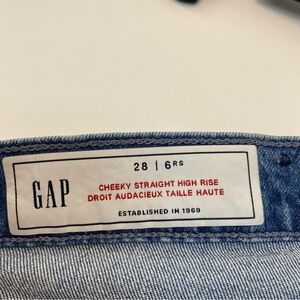 28 | 6RS
GAP
CHEEKY STRAIGHT HIGH RISE
DROIT AUDACIEUX TAILLE HAUTE
ESTABLISHED IN 1969